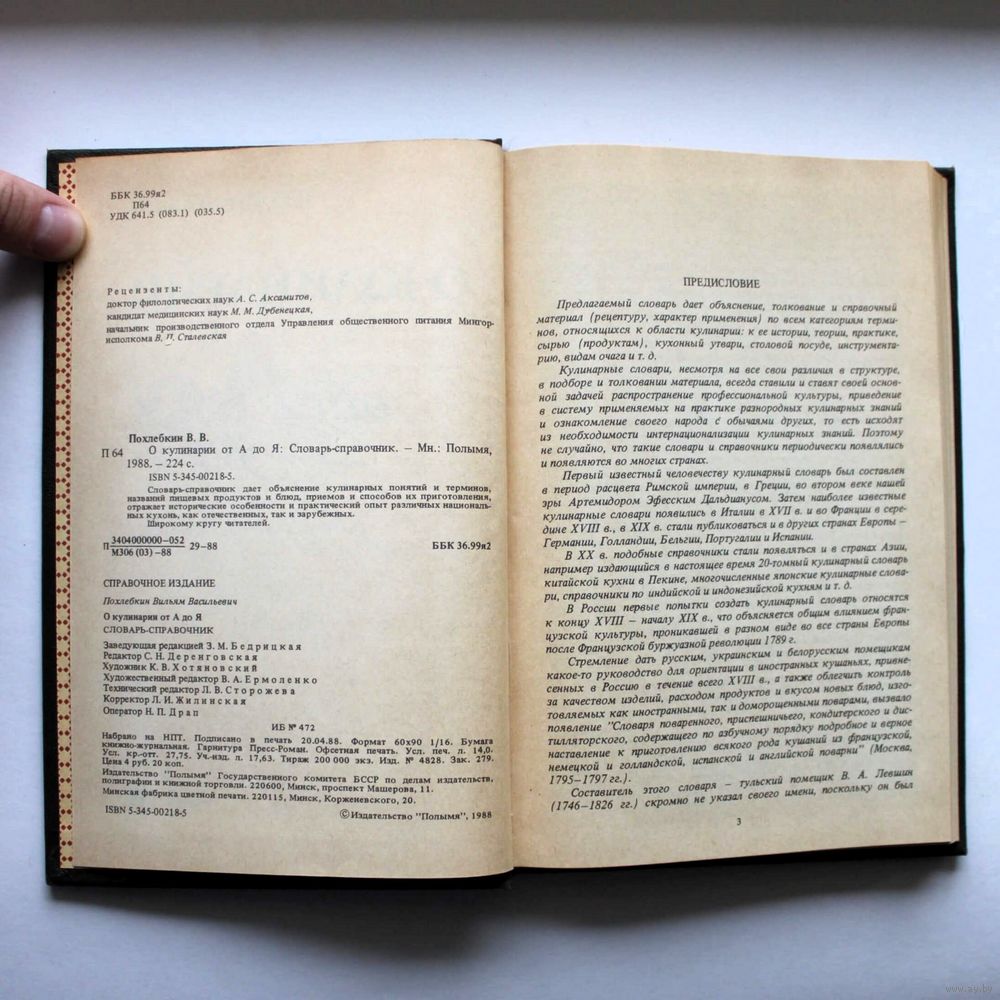 ББК 36.99я2
П64
УДК 641.5 (083.1) (035.5)
Рецензенты:
доктор филологических наук А. С. Аксамитов,
кандидат медицинских наук М. М. Дубенецкая,
начальник производственного отдела Управления общественного питания Мингор-
исполкома В. П. Сталевская
Похлебкин В. В.
П 64 О кулинарии от А до Я: Словарь-справочник. – Мн.: Полымя,
1988. – 224 с.
ISBN 5-345-00218-5.
Словарь-справочник дает объяснение кулинарных понятий и терминов,
названий пищевых продуктов и блюд, приемов и способов их приготовления,
отражает исторические особенности и практический опыт различных националь-
ных кухонь, как отечественных, так и зарубежных.
Широкому кругу читателей.
П 3404000000-052 29-88 ББК 36.99я2
М306 (03) -88
СПРАВОЧНОЕ ИЗДАНИЕ
Похлебкин Вильям Васильевич
О кулинарии от А до Я
СЛОВАРЬ-СПРАВОЧНИК
Заведующая редакцией З. М. Бедрицкая
Редактор С. Н. Деренговская
Художник К. В. Хотяновский
Художественный редактор В. А. Ермоленко
Технический редактор Л. В. Сторожева
Корректор Л. И. Жилинская
Оператор Н. П. Драп
ИБ № 472
Набрано на НПТ. Подписано в печать 20.04.88. Формат 60х90 1/16. Бумага
книжно-журнальная. Гарнитура Пресс-Роман. Офсетная печать. Усл. печ. л. 14,0.
Усл. кр.-отт. 27,75. Уч.-изд. л. 17,63. Тираж 200 000 экз. Изд. № 4828. Зак. 279.
Цена 4 руб. 20 коп.
Издательство "Полымя" Государственного комитета БССР по делам издательств,
полиграфии и книжной торговли. 220600, Минск, проспект Машерова, 11.
Минская фабрика цветной печати. 220115, Минск, Корженевского, 20.
ISBN 5-345-00218-5
© Издательство "Полымя", 1988
ПРЕДИСЛОВИЕ
Предлагаемый словарь дает объяснение, толкование и справочный
материал (рецептуру, характер применения) по всем категориям терми-
нов, относящихся к области кулинарии: к ее истории, теории, практике,
сырью (продуктам), кухонный утвари, столовой посуде, инструмента-
рию, видам очага и т. д.
Кулинарные словари, несмотря на все свои различия в структуре,
в подборе и толковании материала, всегда ставили и ставят своей основ-
ной задачей распространение профессиональной культуры, приведение
в систему применяемых на практике разнородных кулинарных знаний
и ознакомление своего народа с обычаями других, то есть исходят
из необходимости интернационализации кулинарных знаний. Поэтому
не случайно, что такие словари и справочники периодически появлялись
и появляются во многих странах.
Первый известный человечеству кулинарный словарь был составлен
в период расцвета Римской империи, в Греции, во втором веке нашей
эры Артемидором Эфесским Дальдианусом. Затем наиболее известные
кулинарные словари появились в Италии в XVII в. и во Франции в сере-
дине XVIII в., в XIX в. стали публиковаться и в других странах Европы –
Германии, Голландии, Бельгии, Португалии и Испании.
В XX в. подобные справочники стали появляться и в странах Азии,
например издающийся в настоящее время 20-томный кулинарный словарь
китайской кухни в Пекине, многочисленные японские кулинарные слова-
ри, справочники по индийской и индонезийской кухням и т. д.
В России первые попытки создать кулинарный словарь относятся
к концу XVIII – началу XIX в., что объясняется общим влиянием фран-
цузской культуры, проникавшей в разном виде во все страны Европы
после Французской буржуазной революции 1789 г.
Стремление дать русским, украинским и белорусским помещикам
какое-то руководство для ориентации в иностранных кушаньях, привне-
сенных в Россию в течение всего XVIII в., а также облегчить контроль
за качеством изделий, расходом продуктов и вкусом новых блюд, изго-
товляемых как иностранными, так и доморощенными поварами, вызвало
появление "Словаря поваренного, приспешничьего, кондитерского и дис-
тилляторского, содержащего по азбучному порядку подробное и верное
наставление к приготовлению всякого рода кушаний из французской,
немецкой и голландской, испанской и английской поварни" (Москва,
1795–1797 гг.).
Составитель этого словаря – тульский помещик В. А. Левшин
(1746–1826 гг.) скромно не указал своего имени, поскольку он был
3
www.ay.by